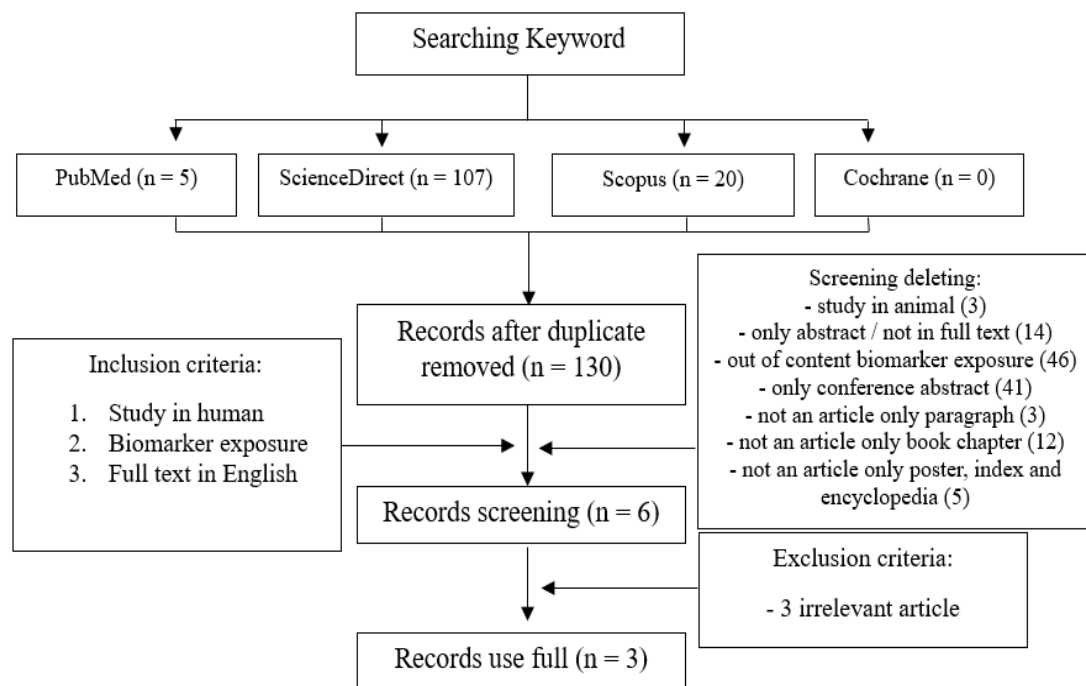 Searching Keyword
PubMed (n = 5)
ScienceDirect (n = 107)
Scopus (n = 20)
Cochrane (n = 0)
Records after duplicate
removed (n = 130)
Screening deleting:
- study in animal (3)
- only abstract / not in full text (14)
- out of content biomarker exposure (46)
- only conference abstract (41)
- not an article only paragraph (3)
- not an article only book chapter (12)
- not an article only poster, index and
encyclopedia (5)
Inclusion criteria:
1. Study in human
2. Biomarker exposure
3. Full text in English
Records screening (n = 6)
Exclusion criteria:
- 3 irrelevant article
Records use full (n = 3)